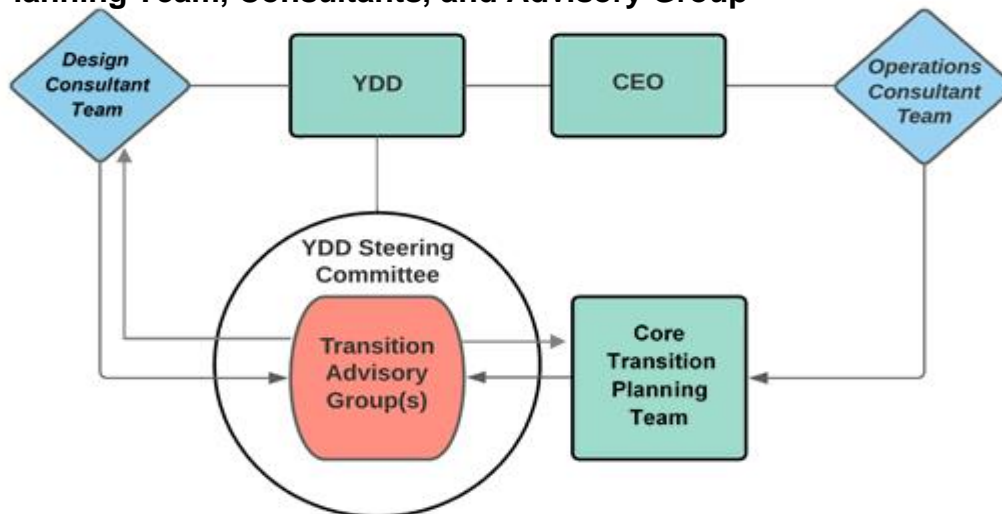 Team, Consultants, and Advisory Group
Design
Consultant
Team
YDD
CEO
Operations
Consultant
Team
YDD Steering
Committee
Transition
Advisory
Group(s)
Core
Transition
Planning
Team